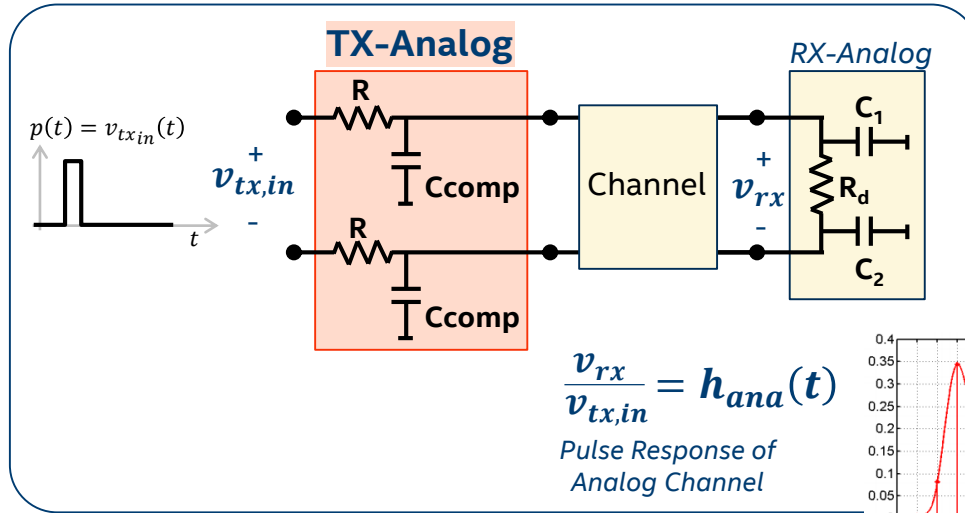 TX-Analog
RX-Analog
R
C1
p(t) = v_tx_in(t)
+
v_tx,in
-
t
Ccomp
Channel
+
v_rx
-
Rd
R
C2
Ccomp
v_rx / v_tx,in = h_ana(t)
Pulse Response of
Analog Channel
0.4
0.35
0.3
0.25
0.2
0.15
0.1
0.05